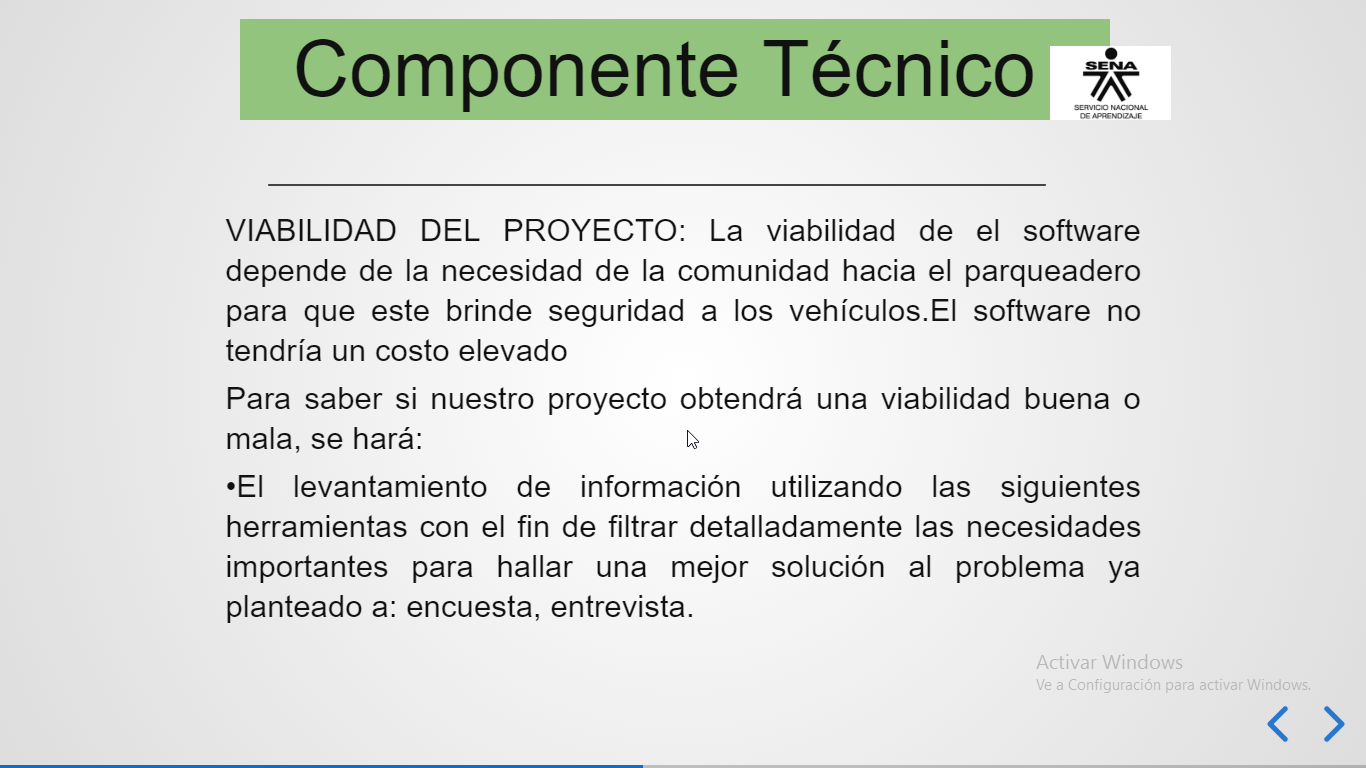 Componente Técnico
SENA
SERVICIO NACIONAL
DE APRENDIZAJE
VIABILIDAD DEL PROYECTO: La viabilidad de el software
depende de la necesidad de la comunidad hacia el parqueadero
para que este brinde seguridad a los vehículos.El software no
tendría un costo elevado
Para saber si nuestro proyecto obtendrá una viabilidad buena o
mala, se hará:
•El levantamiento de información utilizando las siguientes
herramientas con el fin de filtrar detalladamente las necesidades
importantes para hallar una mejor solución al problema ya
planteado a: encuesta, entrevista.
Activar Windows
Ve a Configuración para activar Windows.